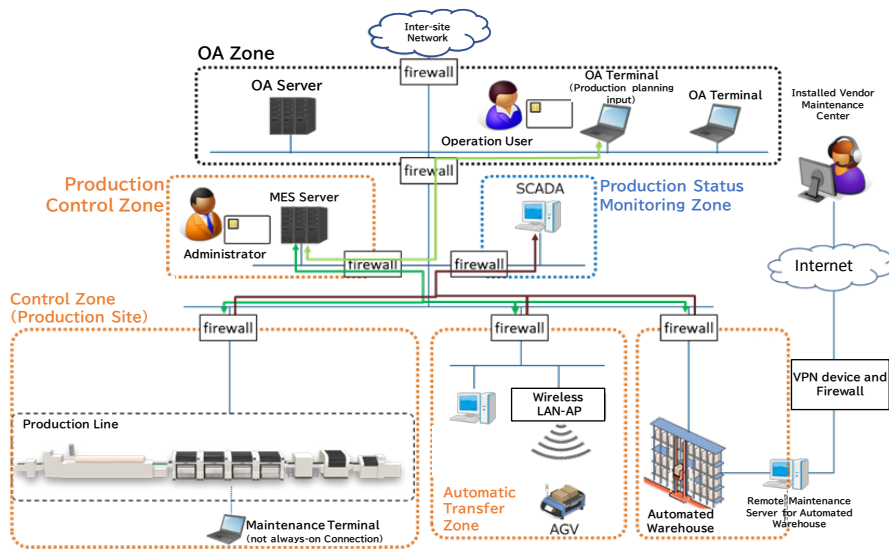 Inter-site
Network
OA Zone
firewall
OA Server
OA Terminal
(Production planning
input)
OA Terminal
Operation User
Installed Vendor
Maintenance
Center
firewall
Production
Control Zone
MES Server
Administrator
SCADA
Production Status
Monitoring Zone
firewall
firewall
Internet
Control Zone
(Production Site)
firewall
firewall
firewall
VPN device and
Firewall
Wireless
LAN-AP
Production Line
Maintenance Terminal
(not always-on Connection)
Automatic
Transfer
Zone
AGV
Automated
Warehouse
Remote Maintenance
Server for Automated
Warehouse